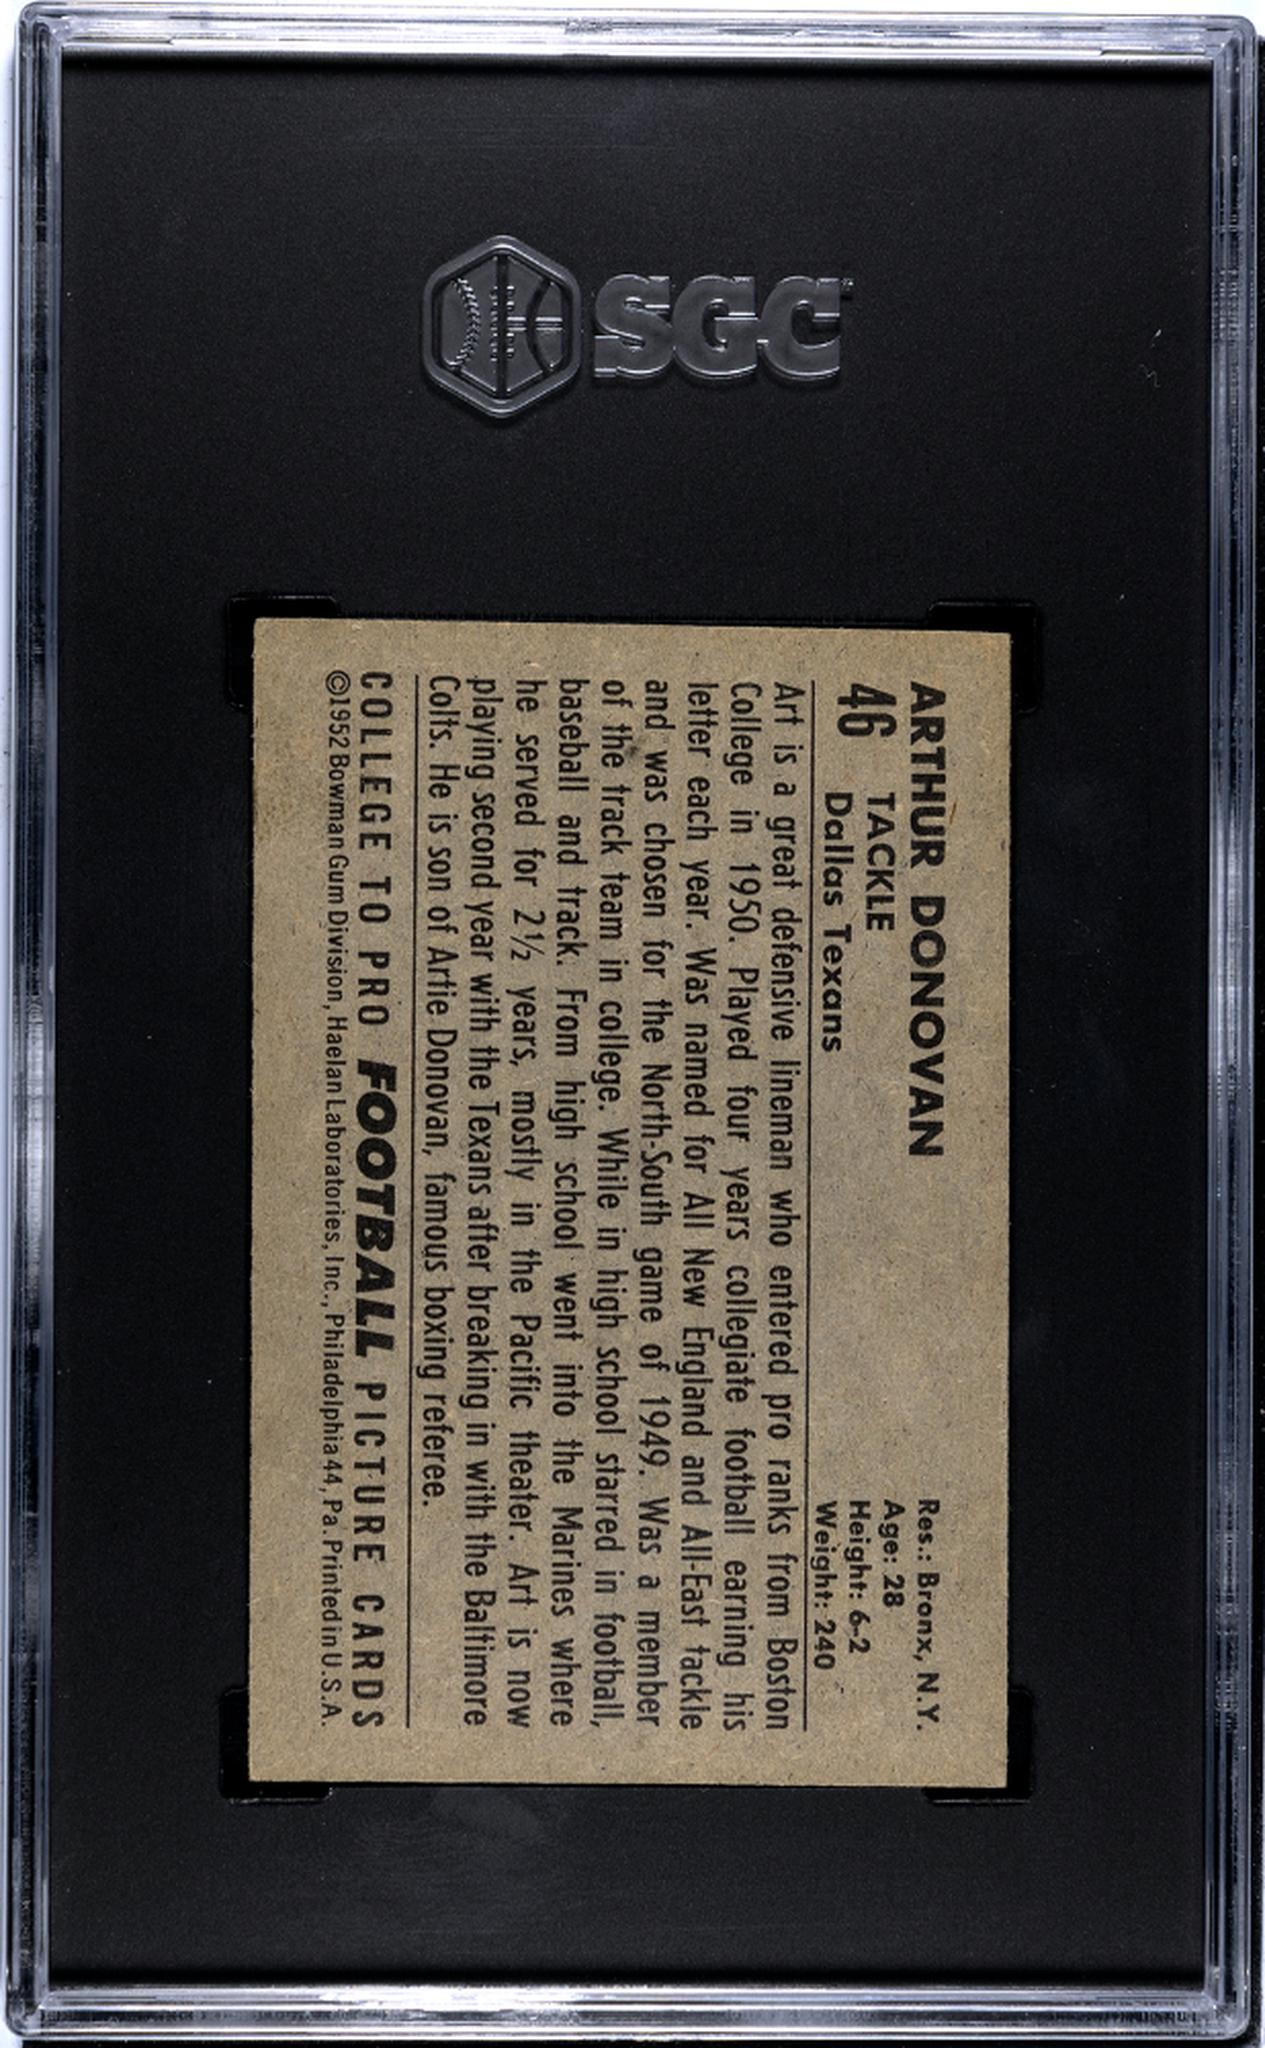 SGC
ARTHUR DONOVAN
46 TACKLE
Dallas Texans
Res.: Bronx, N.Y.
Age: 28
Height: 6-2
Weight: 240
Art is a great defensive lineman who entered pro ranks from Boston
College in 1950. Played four years collegiate football earning his
letter each year. Was named for All New England and All-East tackle
and was chosen for the North-South game of 1949. Was a member
of the track team in college. While in high school starred in football,
baseball and track. From high school went into the Marines where
he served for 2½ years, mostly in the Pacific theater. Art is now
playing second year with the Texans after breaking in with the Baltimore
Colts. He is son of Artie Donovan, famous boxing referee.
COLLEGE TO PRO FOOTBALL PICTURE CARDS
©1952 Bowman Gum Division, Haelan Laboratories, Inc., Philadelphia 44, Pa. Printed in U.S.A.